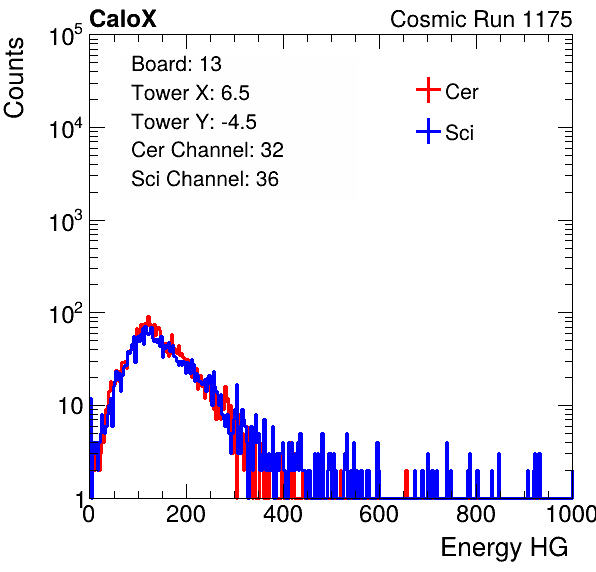 CaloX Cosmic Run 1175
Counts
Board: 13
Tower X: 6.5
Tower Y: -4.5
Cer Channel: 32
Sci Channel: 36
Cer
Sci
10^5
10^4
10^3
10^2
10
1
0 200 400 600 800 1000
Energy HG